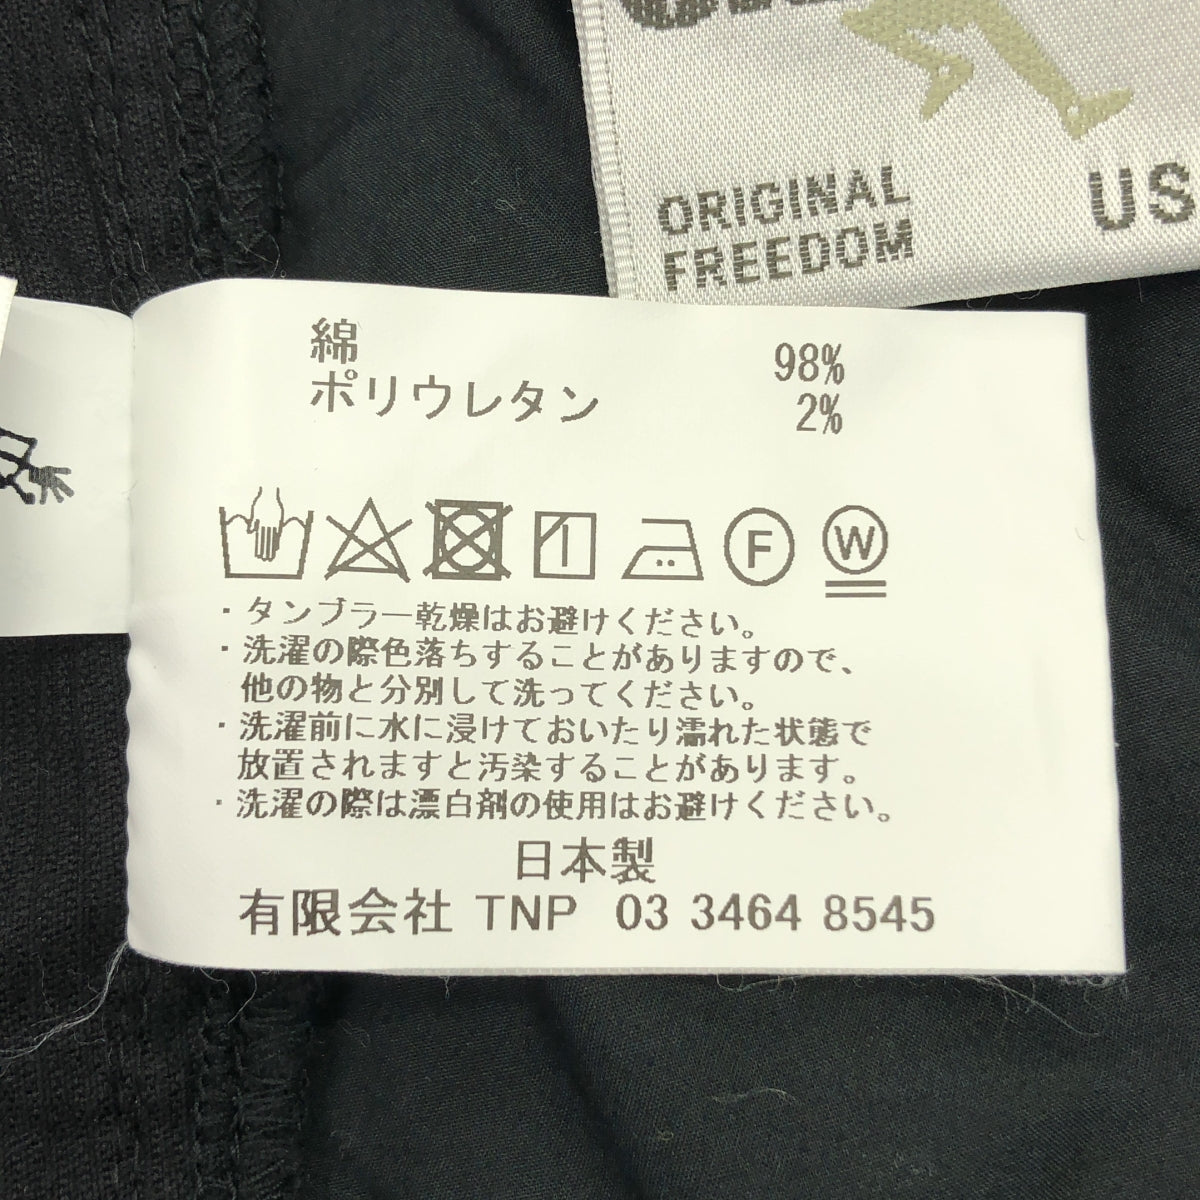 ORIGINAL
FREEDOM
US
綿 98%
ポリウレタン 2%
F
W
・タンブラー乾燥はお避けください。
・洗濯の際色落ちすることがありますので、
他の物と分別して洗ってください。
・洗濯前に水に浸けておいたり濡れた状態で
放置されますと汚染することがあります。
・洗濯の際は漂白剤の使用はお避けください。
日本製
有限会社 TNP 03 3464 8545